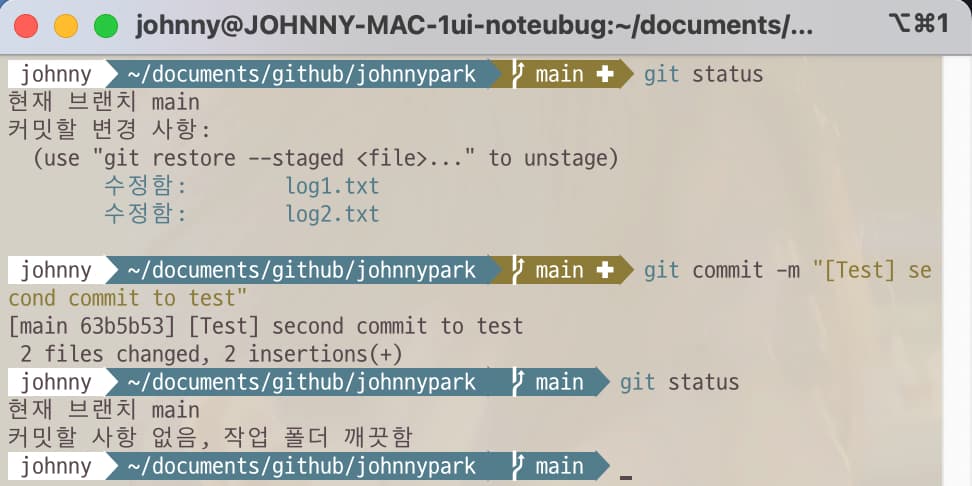 johnny@JOHNNY-MAC-1ui-noteubug:~/documents/... ⌥⌘1
johnny ~/documents/github/johnnypark main ✚ git status
현재 브랜치 main
커밋할 변경 사항:
(use "git restore --staged <file>..." to unstage)
수정함: log1.txt
수정함: log2.txt
johnny ~/documents/github/johnnypark main ✚ git commit -m "[Test] se
cond commit to test"
[main 63b5b53] [Test] second commit to test
2 files changed, 2 insertions(+)
johnny ~/documents/github/johnnypark main git status
현재 브랜치 main
커밋할 사항 없음, 작업 폴더 깨끗함
johnny ~/documents/github/johnnypark main